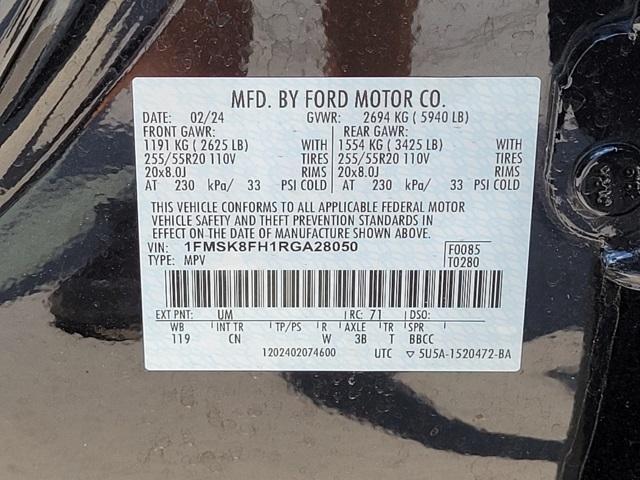 MFD. BY FORD MOTOR CO.
DATE: 02/24 GVWR: 2694 KG ( 5940 LB)
FRONT GAWR: REAR GAWR:
1191 KG ( 2625 LB) WITH 1554 KG ( 3425 LB) WITH
255/55R20 110V TIRES 255/55R20 110V TIRES
20x8.0J RIMS 20x8.0J RIMS
AT 230 kPa/ 33 PSI COLD AT 230 kPa/ 33 PSI COLD
THIS VEHICLE CONFORMS TO ALL APPLICABLE FEDERAL MOTOR
VEHICLE SAFETY AND THEFT PREVENTION STANDARDS IN
EFFECT ON THE DATE OF MANUFACTURE SHOWN ABOVE.
VIN: 1FMSK8FH1RGA28050 F0085
TYPE: MPV T0280
EXT PNT: UM RC: 71 DSO:
WB INT TR TP/PS R AXLE TR SPR
119 CN W 3B T BBCC
1202402074600 UTC ▽ 5U5A-1520472-BA